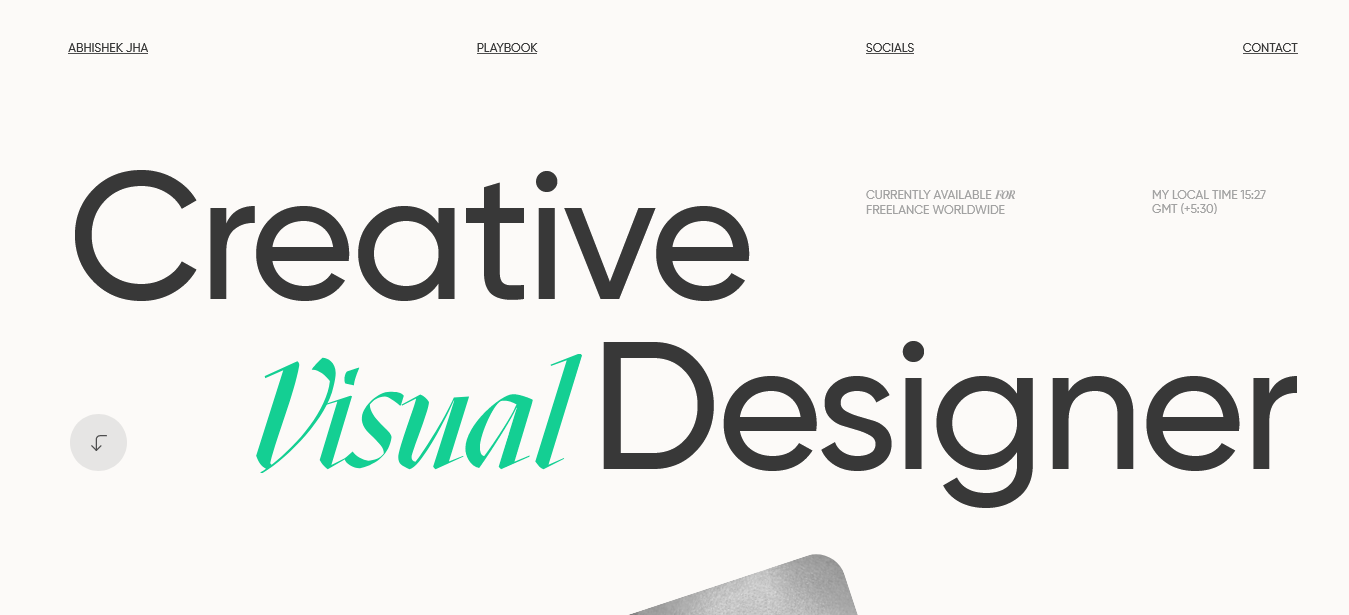 ABHISHEK JHA
PLAYBOOK
SOCIALS
CONTACT
Creative
CURRENTLY AVAILABLE FOR
FREELANCE WORLDWIDE
MY LOCAL TIME 15:27
GMT (+5:30)
Visual Designer